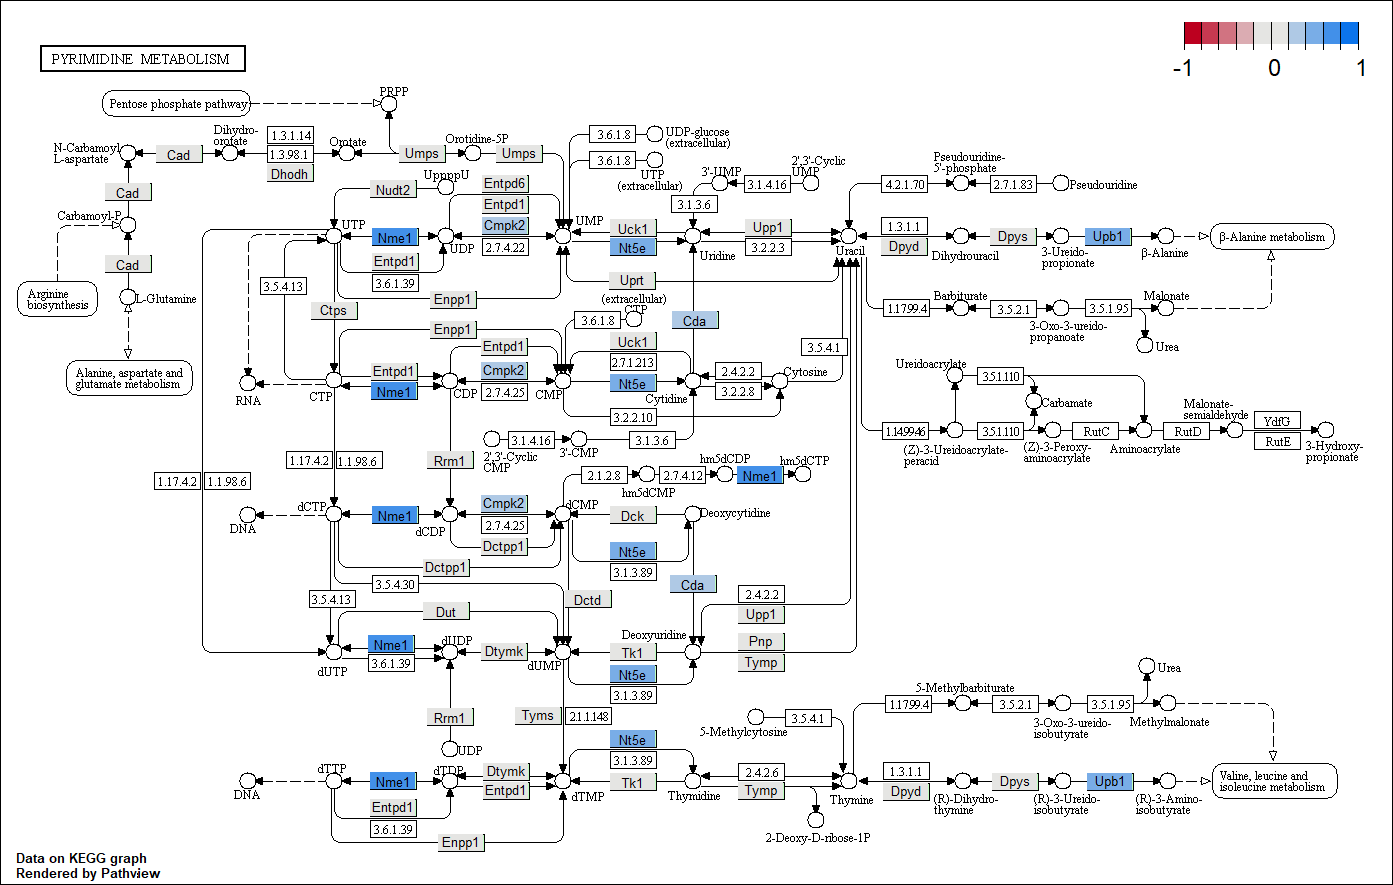 PYRIMIDINE METABOLISM
-1
0
1
Pentose phosphate pathway
PRPP
N-Carbamoyl
L-aspartate
Cad
Dihydro-
orotate
1.3.1.14
1.3.98.1
Dhodh
Orotate
Umps
Orotidine-5P
Umps
3.6.1.8
UDP-glucose
(extracellular)
3.6.1.8
UTP
(extracellular)
Cad
Carbamoyl-P
Cad
L-Glutamine
Arginine
biosynthesis
Alanine, aspartate and
glutamate metabolism
Nudt2
UppppU
Entpd6
Entpd1
Cmpk2
2.7.4.22
UTP
Nme1
UDP
UMP
Entpd1
3.6.1.39
Enpp1
3.5.4.13
Ctps
Uck1
Nt5e
Uridine
3'-UMP
3.1.3.6
3.1.4.16
2',3'-Cyclic
UMP
Upp1
3.2.2.3
Uracil
Uprt
(extracellular)
CTP
3.6.1.8
Pseudouridine-
5'-phosphate
4.2.1.70
2.7.1.83
Pseudouridine
1.3.1.1
Dpyd
Dihydrouracil
Dpys
3-Ureido-
propionate
Upb1
β-Alanine
β-Alanine metabolism
1.17.99.4
Barbiturate
3.5.2.1
3-Oxo-3-ureido-
propanoate
3.5.1.95
Malonate
Urea
Enpp1
Entpd1
Cmpk2
2.7.4.25
Entpd1
Nme1
RNA
CTP
CDP
CMP
Uck1
2.7.1.213
Nt5e
Cytidine
Cda
2.4.2.2
3.2.2.8
Cytosine
3.5.4.1
3.2.2.10
2',3'-Cyclic
CMP
3.1.4.16
3'-CMP
3.1.3.6
Ureidoacrylate
3.5.1.110
Carbamate
1.14.99.46
(Z)-3-Ureidoacrylate-
peracid
3.5.1.110
(Z)-3-Peroxy-
aminoacrylate
RutC
Aminoacrylate
RutD
Malonate-
semialdehyde
YdfG
RutE
3-Hydroxy-
propionate
1.17.4.2
1.1.98.6
1.17.4.2
1.1.98.6
Rrm1
2.1.2.8
hm5dCMP
2.7.4.12
hm5dCDP
Nme1
hm5dCTP
DNA
dCTP
Nme1
dCDP
Cmpk2
2.7.4.25
Dctpp1
dCMP
Dck
Deoxycytidine
Nt5e
3.1.3.89
Dctpp1
3.5.4.30
3.5.4.13
Dctd
Cda
Dut
dUTP
Nme1
3.6.1.39
dUDP
Dtymk
dUMP
Deoxyuridine
Tk1
Nt5e
3.1.3.89
2.4.2.2
Upp1
Pnp
Tymp
Rrm1
UDP
Tyms
2.1.1.148
5-Methylcytosine
3.5.4.1
1.17.99.4
5-Methylbarbiturate
3.5.2.1
3-Oxo-3-ureido-
isobutyrate
3.5.1.95
Urea
Methylmalonate
DNA
dTTP
Nme1
dTDP
Entpd1
3.6.1.39
Enpp1
Dtymk
Entpd1
dTMP
Nt5e
3.1.3.89
Tk1
Thymidine
2.4.2.6
Tymp
2-Deoxy-D-ribose-1P
Thymine
1.3.1.1
Dpyd
(R)-Dihydro-
thymine
Dpys
(R)-3-Ureido-
isobutyrate
Upb1
(R)-3-Amino-
isobutyrate
Valine, leucine and
isoleucine metabolism
Data on KEGG graph
Rendered by Pathview